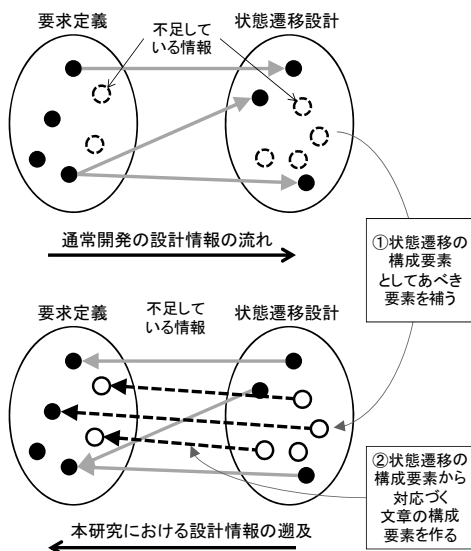 要求定義
不足して
いる情報
状態遷移設計
通常開発の設計情報の流れ
①状態遷移の
構成要素
としてあべき
要素を補う
要求定義
不足して
いる情報
状態遷移設計
②状態遷移の
構成要素から
対応づく
文章の構成
要素を作る
本研究における設計情報の遡及